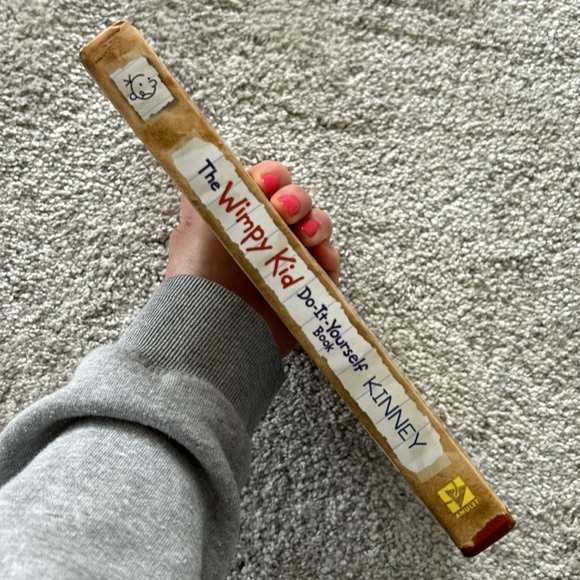 The Wimpy Kid
Do-It-Yourself
Book
KINNEY
AMULET